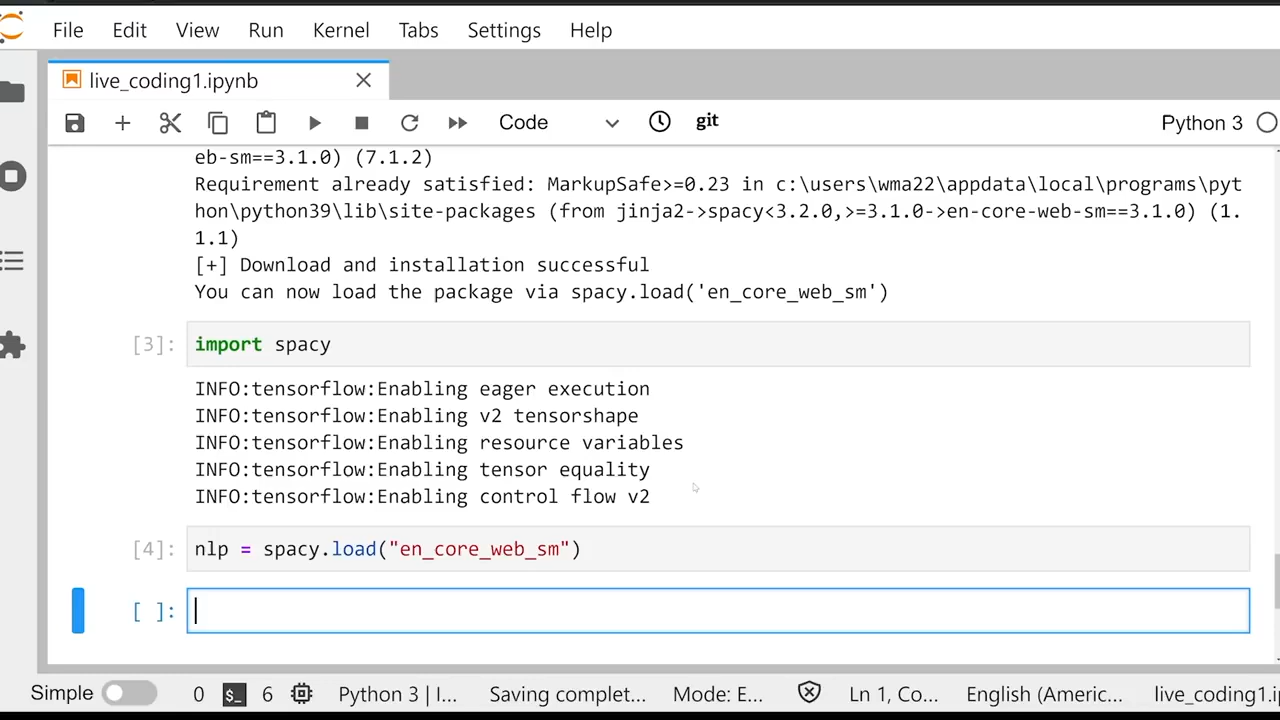 File Edit View Run Kernel Tabs Settings Help
live_coding1.ipynb
Code git Python 3
eb-sm==3.1.0) (7.1.2)
Requirement already satisfied: MarkupSafe>=0.23 in c:\users\wma22\appdata\local\programs\pyt
hon\python39\lib\site-packages (from jinja2->spacy<3.2.0,>=3.1.0->en-core-web-sm==3.1.0) (1.
1.1)
[+] Download and installation successful
You can now load the package via spacy.load('en_core_web_sm')
[3]: import spacy
INFO:tensorflow:Enabling eager execution
INFO:tensorflow:Enabling v2 tensorshape
INFO:tensorflow:Enabling resource variables
INFO:tensorflow:Enabling tensor equality
INFO:tensorflow:Enabling control flow v2
[4]: nlp = spacy.load("en_core_web_sm")
[ ]:
Simple 0 $_ 6 Python 3 | I... Saving complet... Mode: E... Ln 1, Co... English (Americ... live_coding1.ip